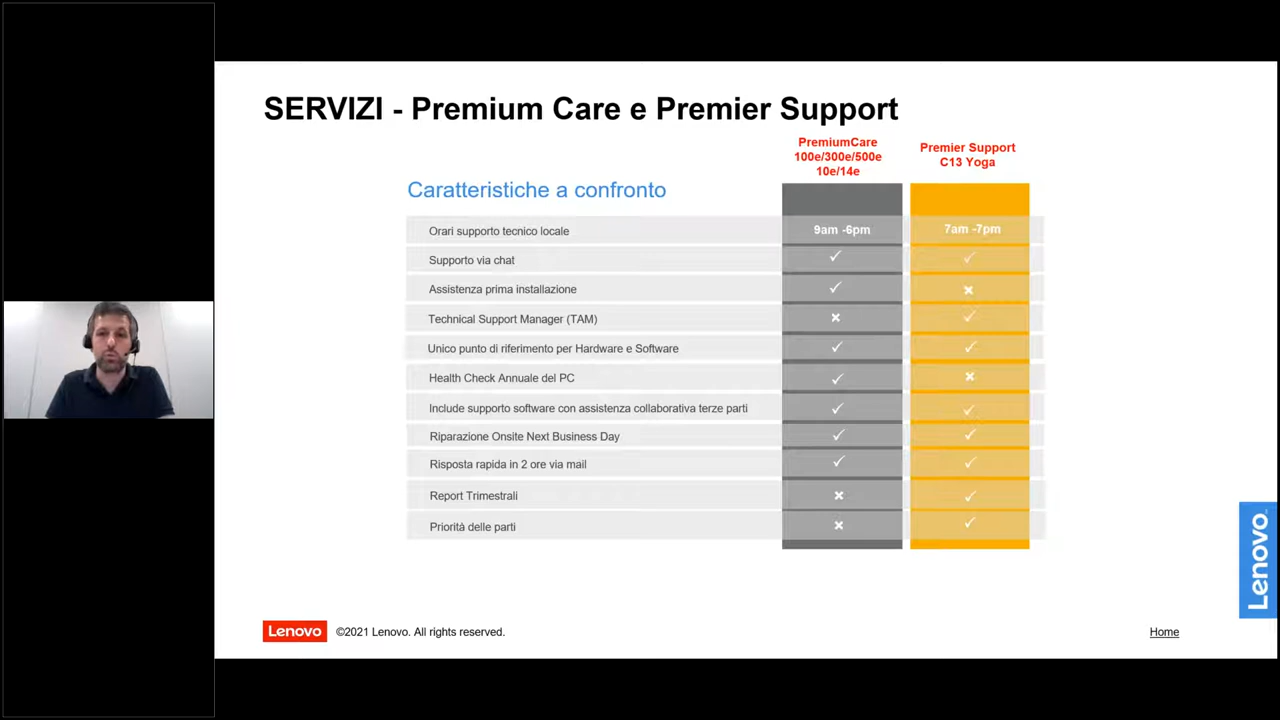 SERVIZI - Premium Care e Premier Support
PremiumCare
100e/300e/500e
10e/14e
Premier Support
C13 Yoga
Caratteristiche a confronto
Orari supporto tecnico locale 9am -6pm 7am -7pm
Supporto via chat ✓ ✓
Assistenza prima installazione ✓ ✖
Technical Support Manager (TAM) ✖ ✓
Unico punto di riferimento per Hardware e Software ✓ ✓
Health Check Annuale del PC ✓ ✖
Include supporto software con assistenza collaborativa terze parti ✓ ✓
Riparazione Onsite Next Business Day ✓ ✓
Risposta rapida in 2 ore via mail ✓ ✓
Report Trimestrali ✖ ✓
Priorità delle parti ✖ ✓
Lenovo
Lenovo ©2021 Lenovo. All rights reserved.
Home